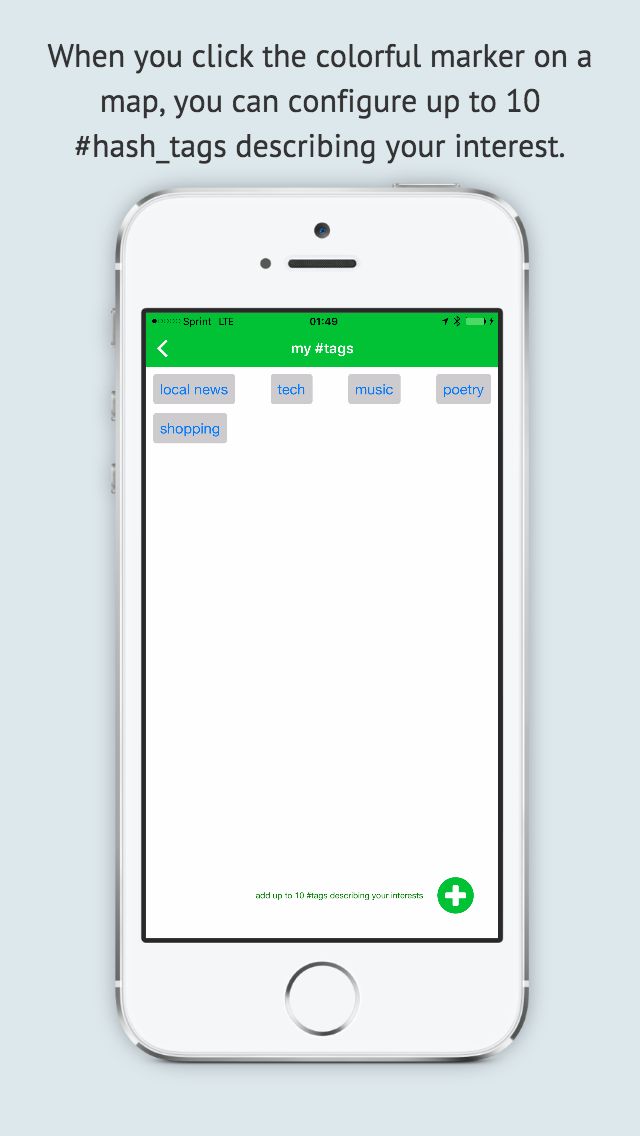 When you click the colorful marker on a
map, you can configure up to 10
#hash_tags describing your interest.
Sprint LTE 01:49
my #tags
local news tech music poetry
shopping
add up to 10 #tags describing your interests